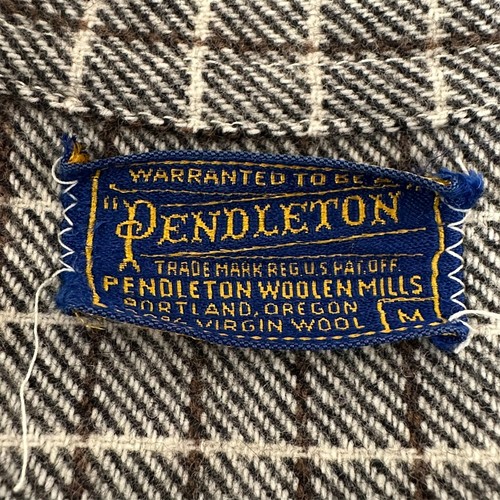 WARRANTED TO BE A
"PENDLETON"
TRADE MARK REG. U.S. PAT. OFF.
PENDLETON WOOLEN MILLS
PORTLAND, OREGON
% VIRGIN WOOL
M